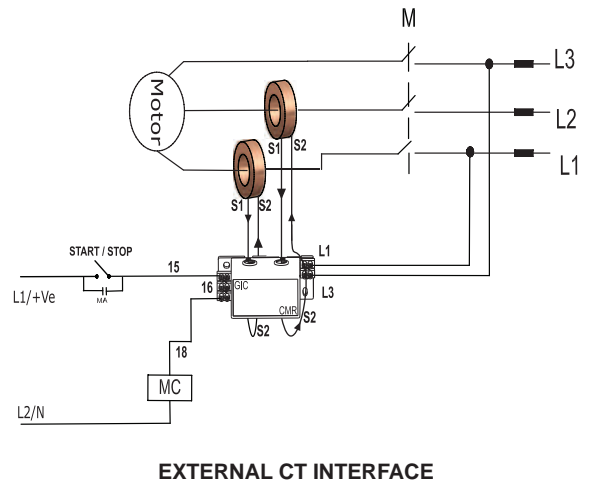 M
L3
L2
L1
Motor
S1 S2
S1 S2
START / STOP
15
L1
L1/+Ve
MA
16
GIC
L3
CMR
S2
S2
18
MC
L2/N
EXTERNAL CT INTERFACE